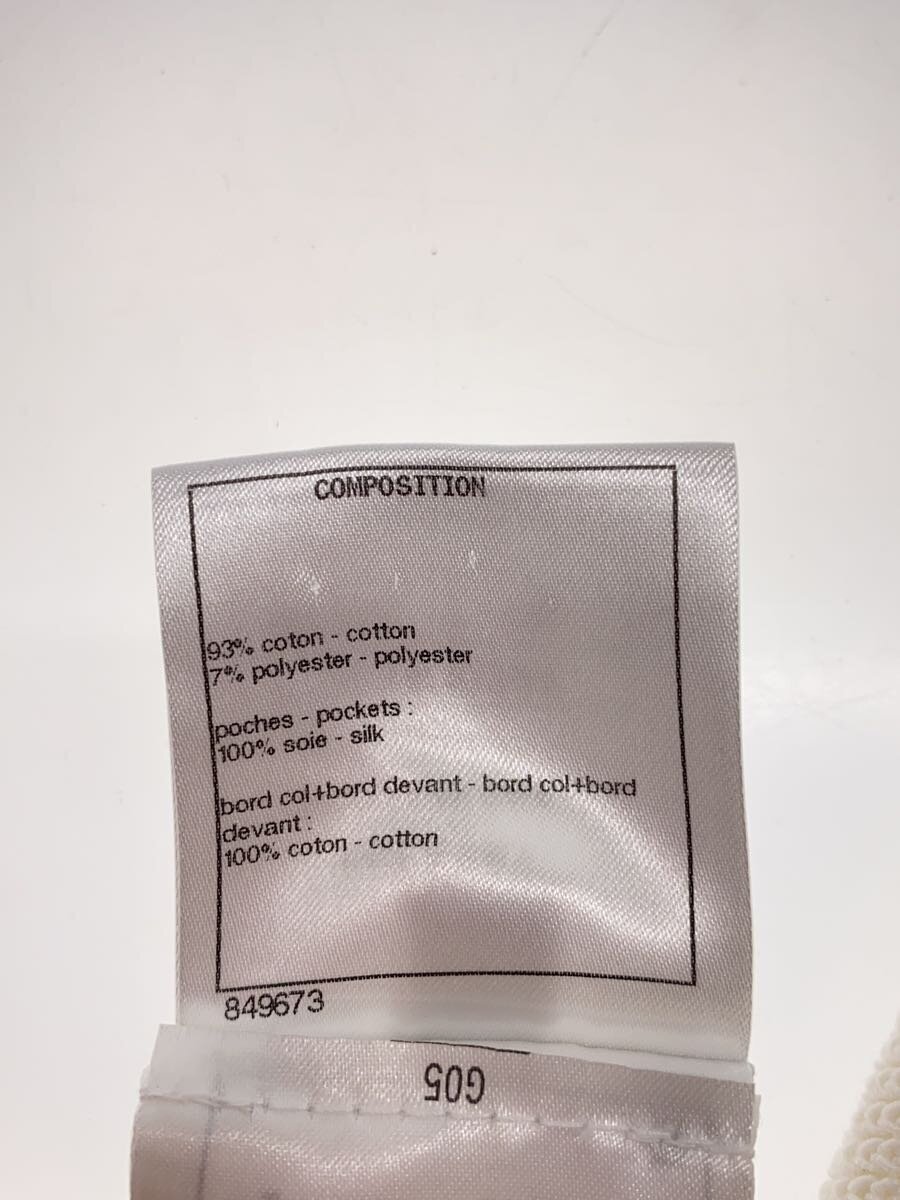 COMPOSITION
93% coton - cotton
7% polyester - polyester
poches - pockets :
100% soie - silk
bord col+bord devant - bord col+bord
devant :
100% coton - cotton
849673
G05